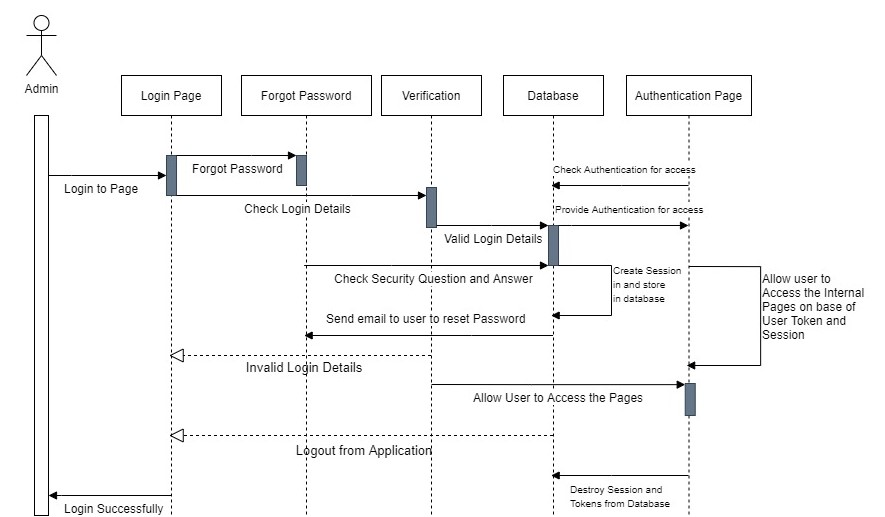 Admin
Login Page
Forgot Password
Verification
Database
Authentication Page
Forgot Password
Check Authentication for access
Login to Page
Check Login Details
Provide Authentication for access
Valid Login Details
Check Security Question and Answer
Create Session
in and store
in database
Allow user to
Access the Internal
Pages on base of
User Token and
Session
Send email to user to reset Password
Invalid Login Details
Allow User to Access the Pages
Logout from Application
Destroy Session and
Tokens from Database
Login Successfully